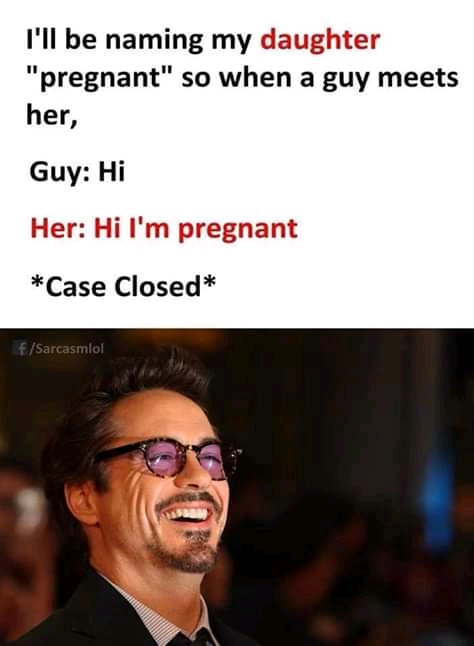 I'll be naming my daughter
"pregnant" so when a guy meets
her,
Guy: Hi
Her: Hi I'm pregnant
*Case Closed*
f/Sarcasmlol